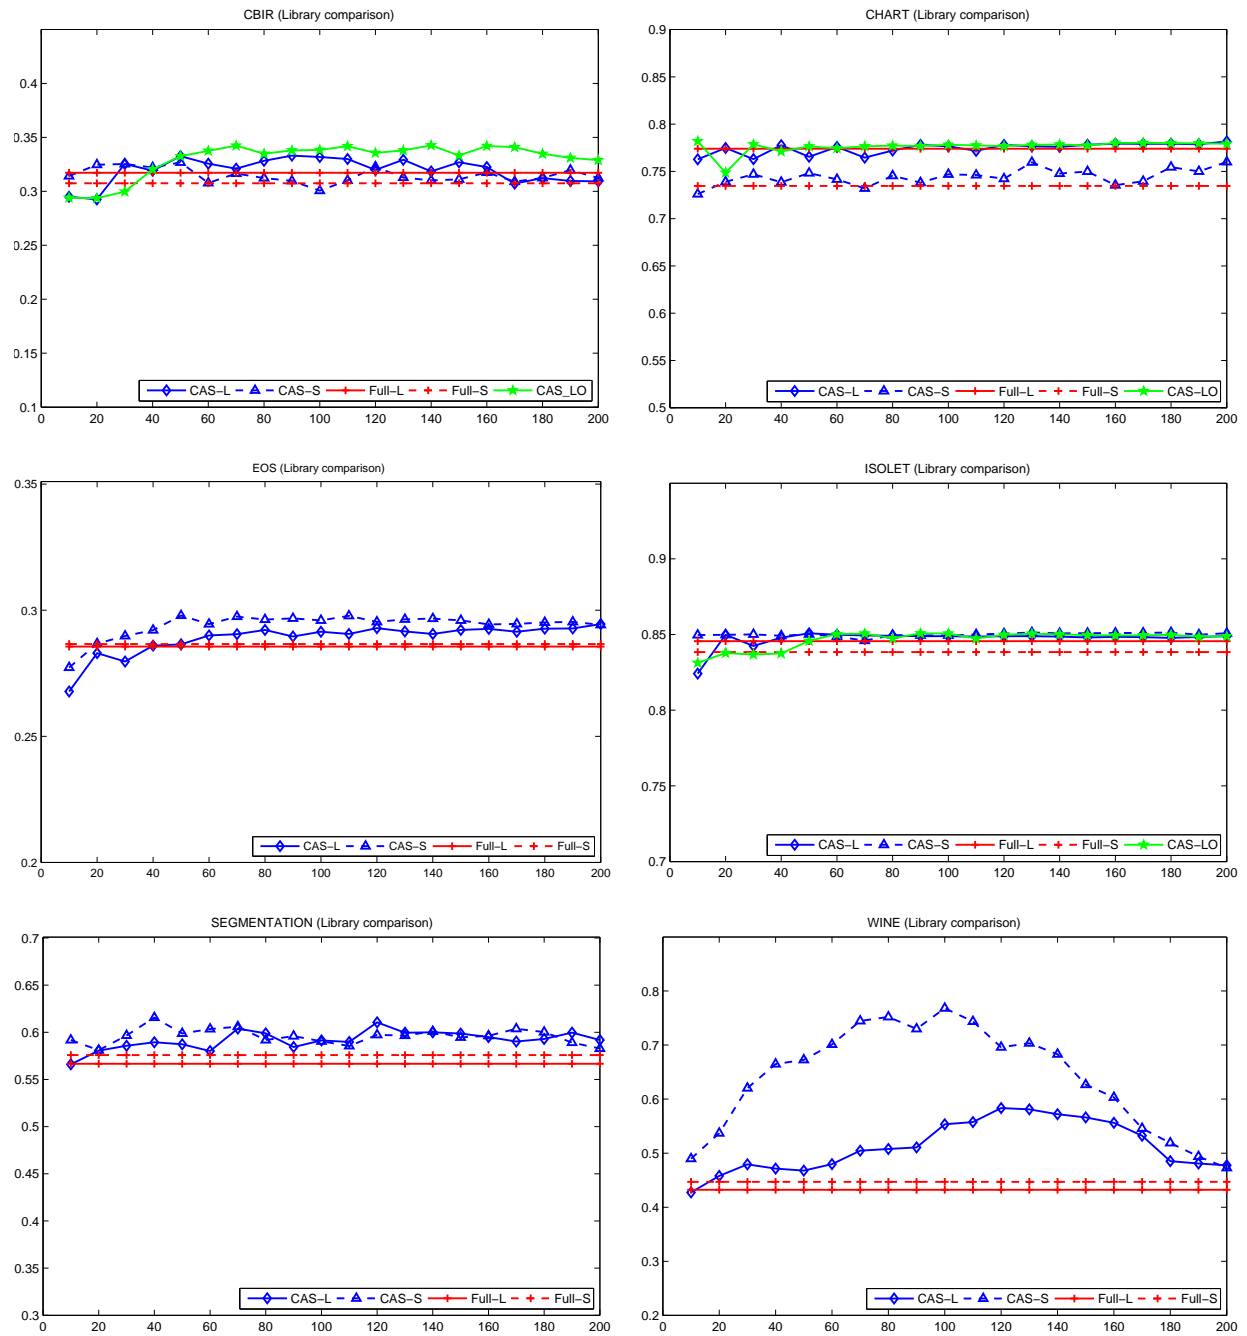 CBIR (Library comparison)
0.4
0.35
0.3
0.25
0.2
0.15
0.1
0 20 40 60 80 100 120 140 160 180 200
CAS-L CAS-S Full-L Full-S CAS_LO
CHART (Library comparison)
0.9
0.85
0.8
0.75
0.7
0.65
0.6
0.55
0.5
0 20 40 60 80 100 120 140 160 180 200
CAS-L CAS-S Full-L Full-S CAS-LO
EOS (Library comparison)
0.35
0.3
0.25
0.2
0 20 40 60 80 100 120 140 160 180 200
CAS-L CAS-S Full-L Full-S
ISOLET (Library comparison)
0.9
0.85
0.8
0.75
0.7
0 20 40 60 80 100 120 140 160 180 200
CAS-L CAS-S Full-L Full-S CAS-LO
SEGMENTATION (Library comparison)
0.7
0.65
0.6
0.55
0.5
0.45
0.4
0.35
0.3
0 20 40 60 80 100 120 140 160 180 200
CAS-L CAS-S Full-L Full-S
WINE (Library comparison)
0.8
0.7
0.6
0.5
0.4
0.3
0.2
0 20 40 60 80 100 120 140 160 180 200
CAS-L CAS-S Full-L Full-S